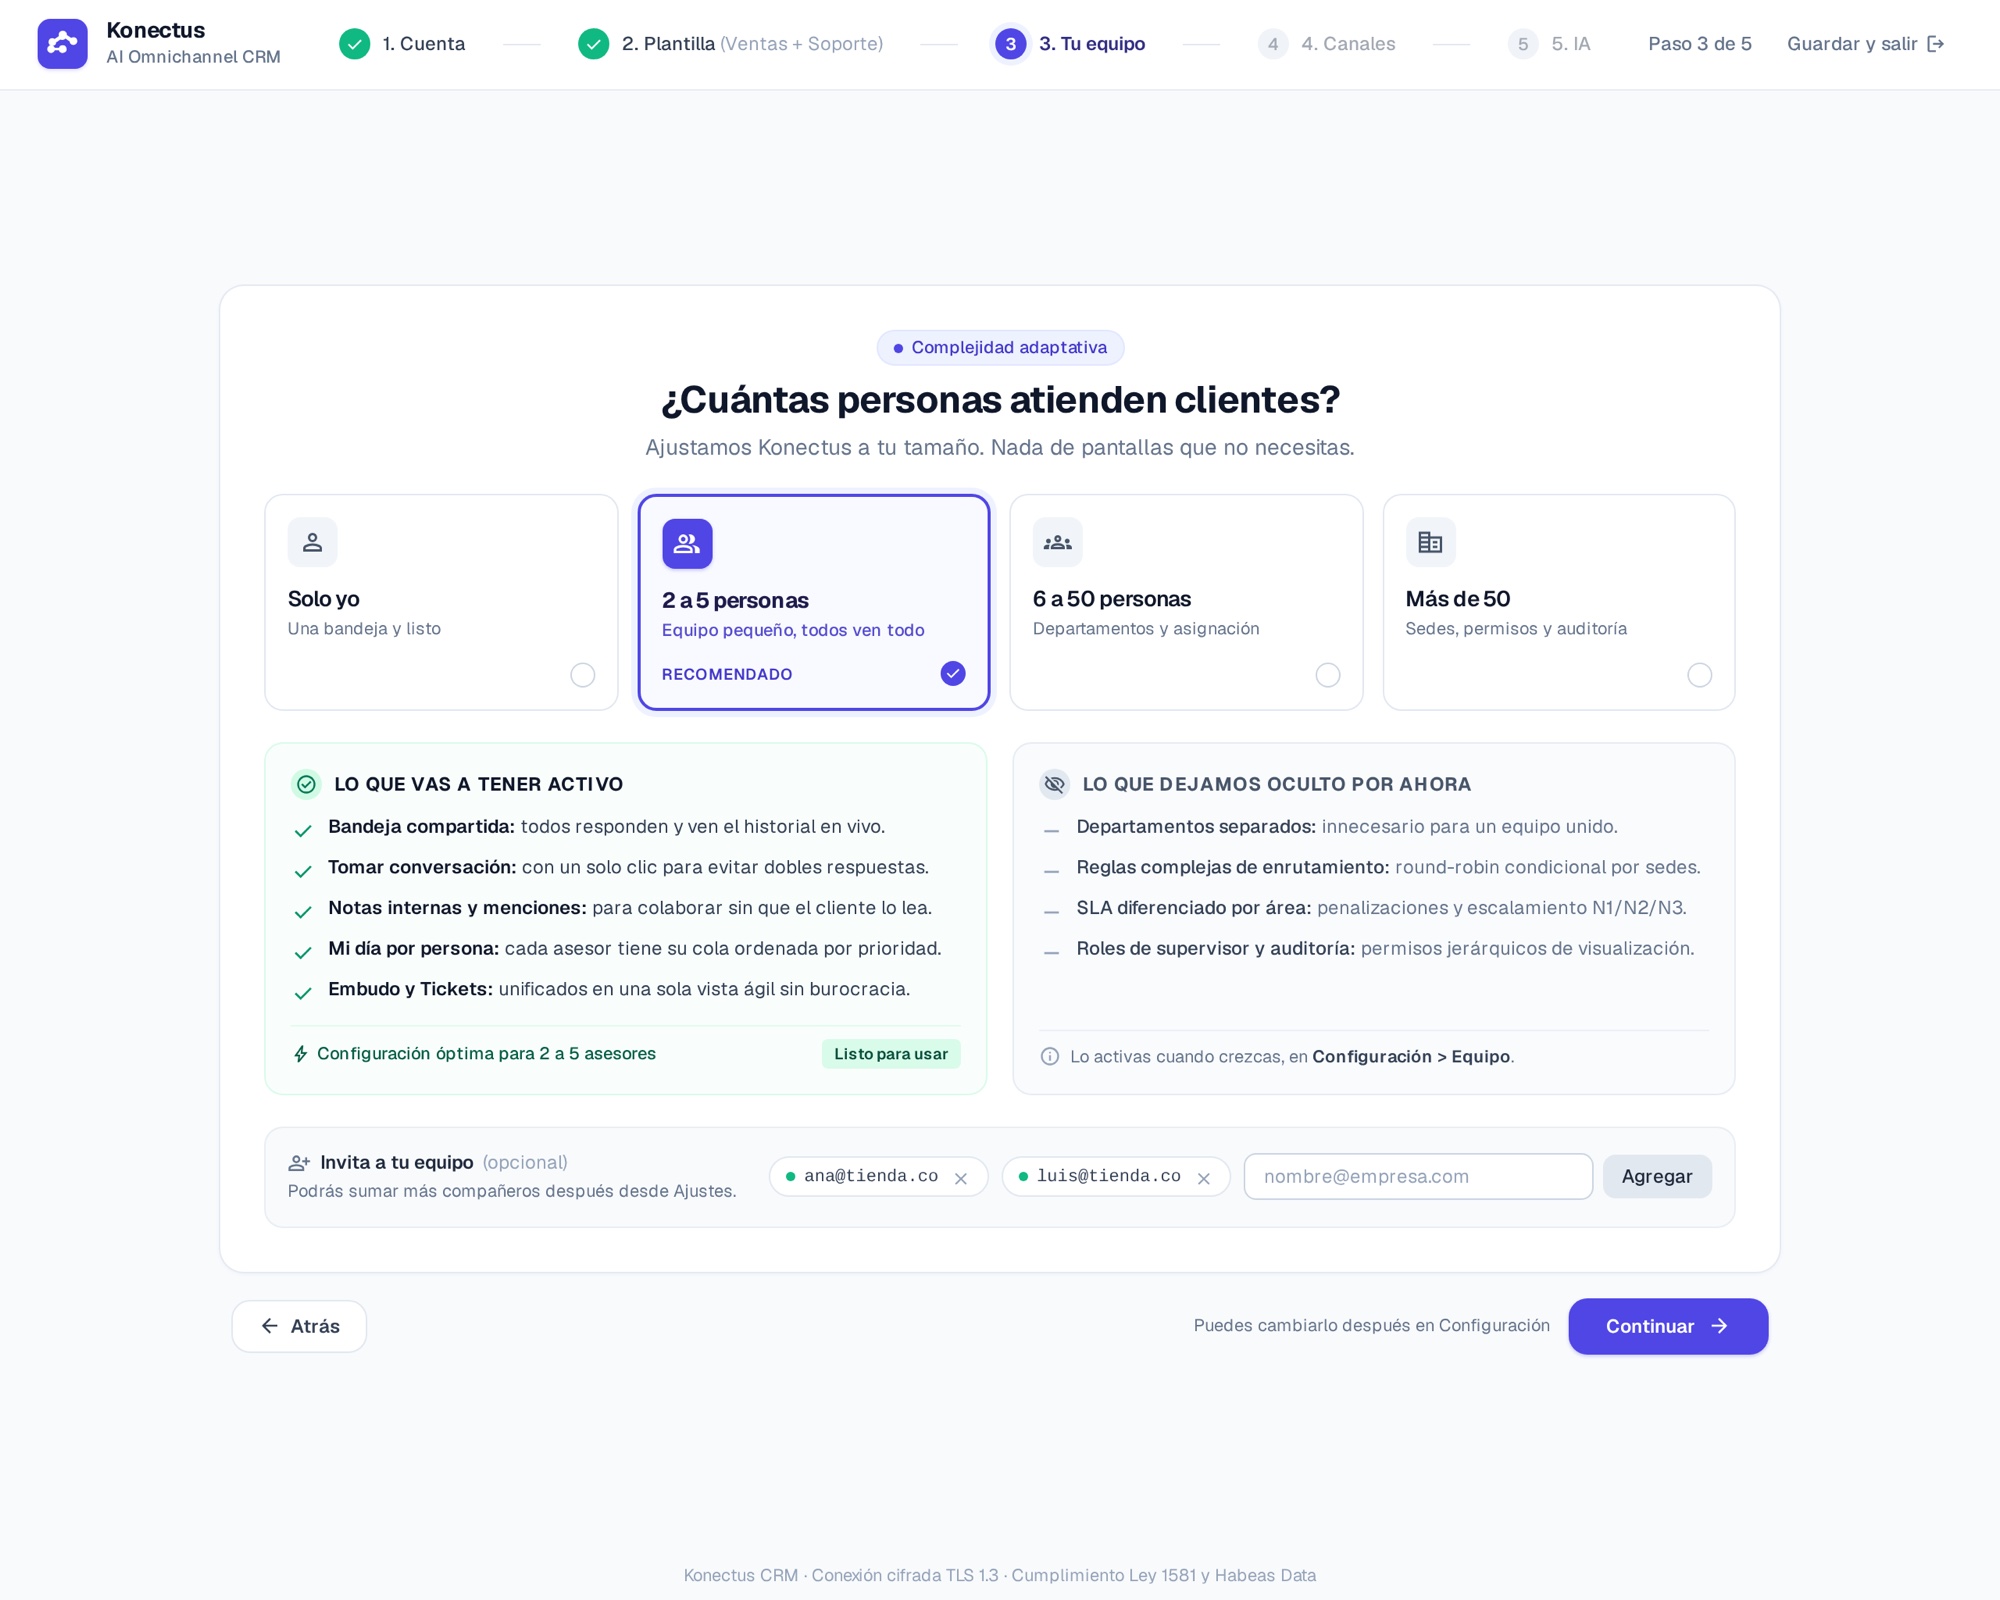 Konectus
AI Omnichannel CRM
1. Cuenta
2. Plantilla (Ventas + Soporte)
3 3. Tu equipo
4 4. Canales
5 5. IA
Paso 3 de 5
Guardar y salir
Complejidad adaptativa
¿Cuántas personas atienden clientes?
Ajustamos Konectus a tu tamaño. Nada de pantallas que no necesitas.
Solo yo
Una bandeja y listo
2 a 5 personas
Equipo pequeño, todos ven todo
RECOMENDADO
6 a 50 personas
Departamentos y asignación
Más de 50
Sedes, permisos y auditoría
LO QUE VAS A TENER ACTIVO
Bandeja compartida: todos responden y ven el historial en vivo.
Tomar conversación: con un solo clic para evitar dobles respuestas.
Notas internas y menciones: para colaborar sin que el cliente lo lea.
Mi día por persona: cada asesor tiene su cola ordenada por prioridad.
Embudo y Tickets: unificados en una sola vista ágil sin burocracia.
Configuración óptima para 2 a 5 asesores
Listo para usar
LO QUE DEJAMOS OCULTO POR AHORA
Departamentos separados: innecesario para un equipo unido.
Reglas complejas de enrutamiento: round-robin condicional por sedes.
SLA diferenciado por área: penalizaciones y escalamiento N1/N2/N3.
Roles de supervisor y auditoría: permisos jerárquicos de visualización.
Lo activas cuando crezcas, en Configuración > Equipo.
Invita a tu equipo (opcional)
Podrás sumar más compañeros después desde Ajustes.
ana@tienda.co
luis@tienda.co
nombre@empresa.com
Agregar
Atrás
Puedes cambiarlo después en Configuración
Continuar
Konectus CRM · Conexión cifrada TLS 1.3 · Cumplimiento Ley 1581 y Habeas Data